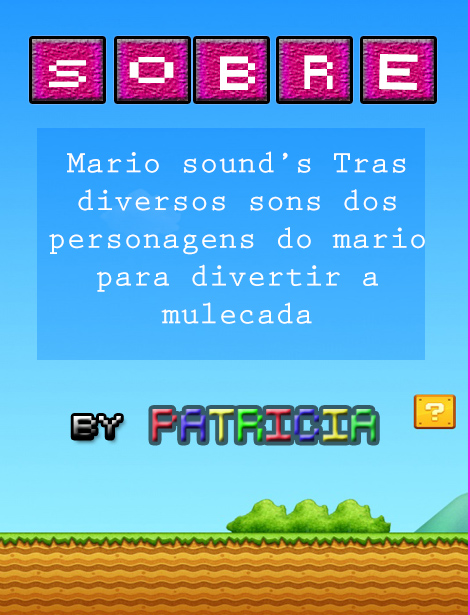 SOBRE
Mario sound's Tras
diversos sons dos
personagens do mario
para divertir a
mulecada
BY PATRICIA
?